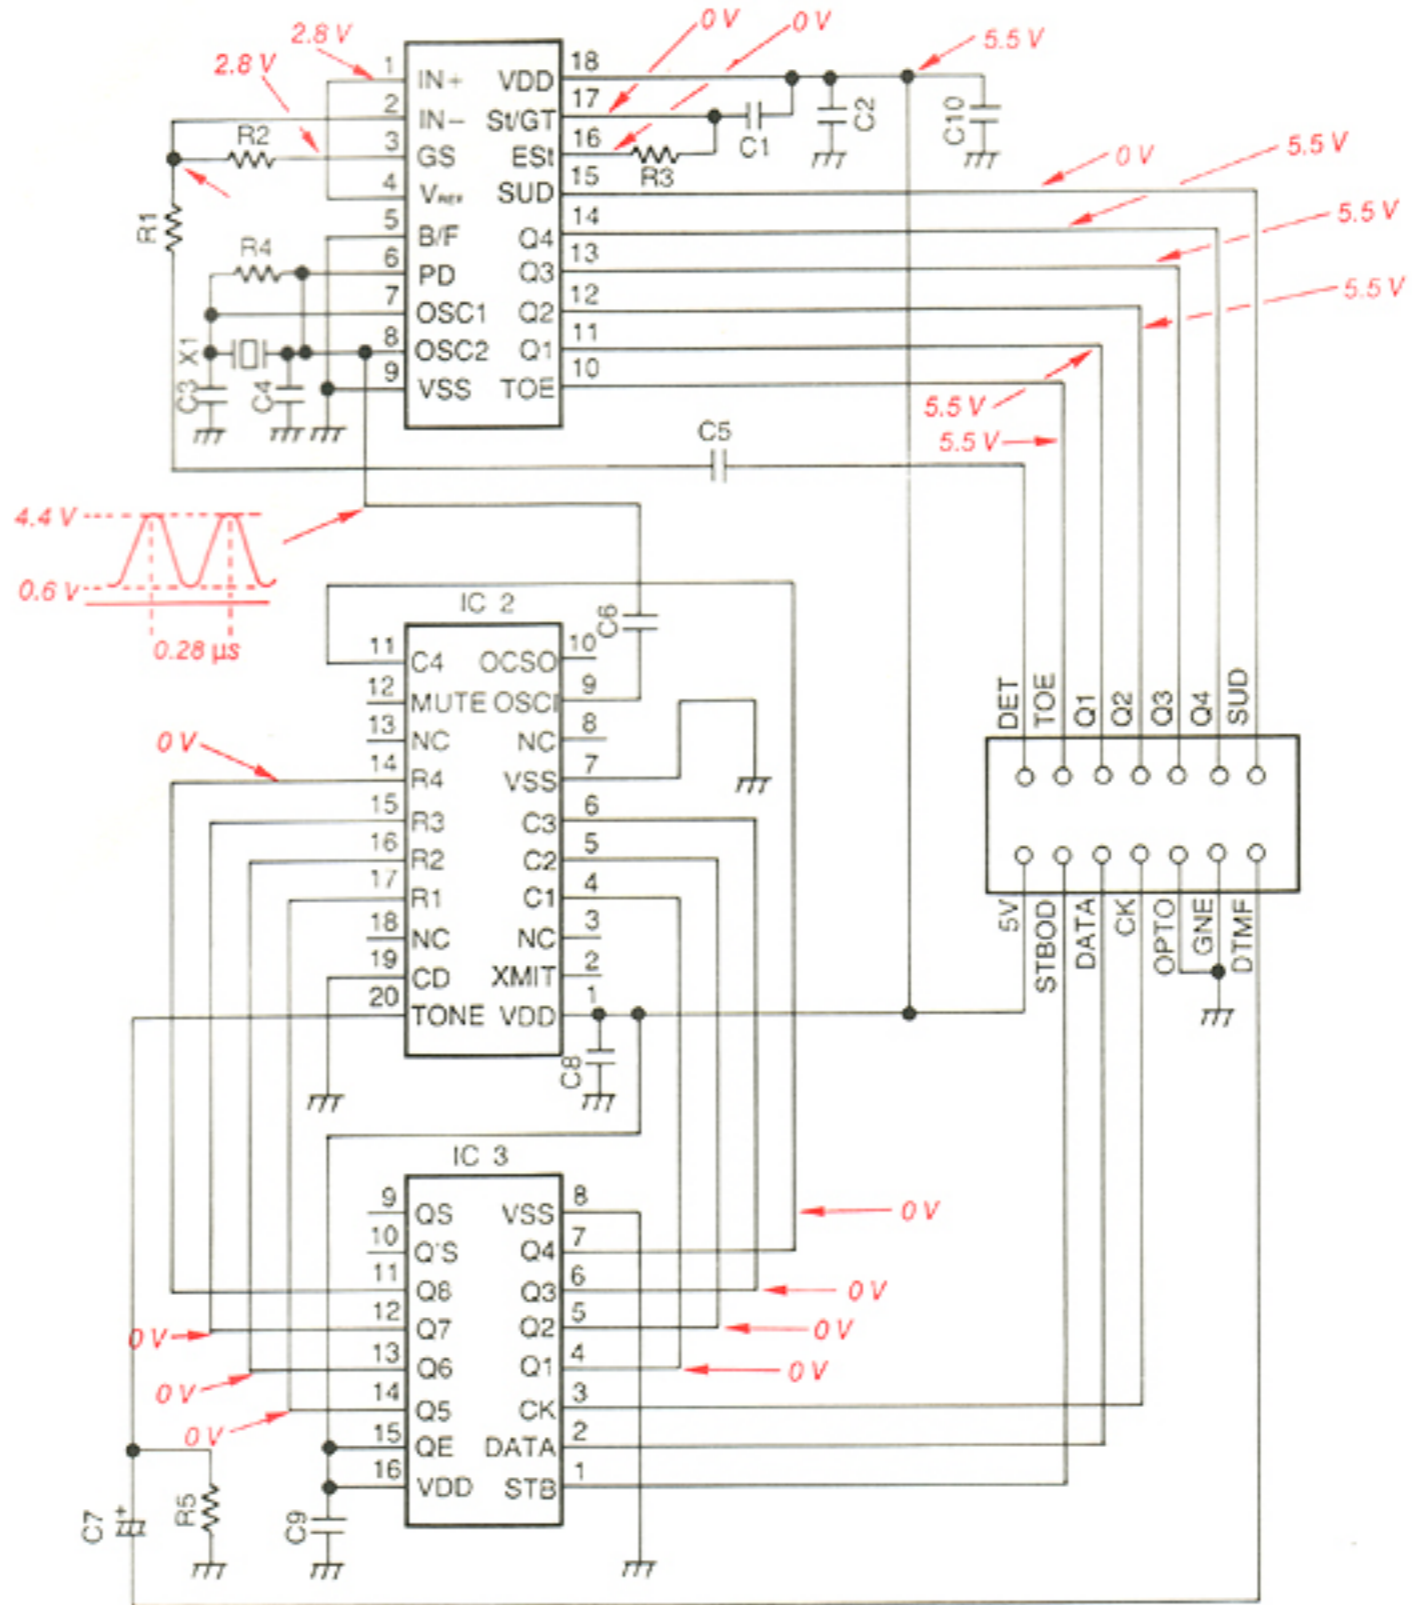 2.8 V
0 V
0 V
5.5 V
2.8 V
1 IN+ VDD 18
2 IN− St/GT 17
3 GS ESt 16
4 VREF SUD 15
5 B/F Q4 14
6 PD Q3 13
7 OSC1 Q2 12
8 OSC2 Q1 11
9 VSS TOE 10
R2
R1
R4
X1
C3
C4
R3
C1
C2
C10
0 V
5.5 V
5.5 V
5.5 V
5.5 V
5.5 V
C5
4.4 V
0.6 V
0.28 µs
IC 2
C6
11 C4 OCSO 10
12 MUTE OSCI 9
13 NC NC 8
14 R4 VSS 7
15 R3 C3 6
16 R2 C2 5
17 R1 C1 4
18 NC NC 3
19 CD XMIT 2
20 TONE VDD 1
0 V
C8
DET
TOE
Q1
Q2
Q3
Q4
SUD
5V
STBOD
DATA
CK
OPTO
GNE
DTMF
IC 3
9 QS VSS 8
10 Q'S Q4 7
11 Q8 Q3 6
12 Q7 Q2 5
13 Q6 Q1 4
14 Q5 CK 3
15 QE DATA 2
16 VDD STB 1
0 V
0 V
0 V
0 V
0 V
0 V
0 V
C7
+
R5
C9